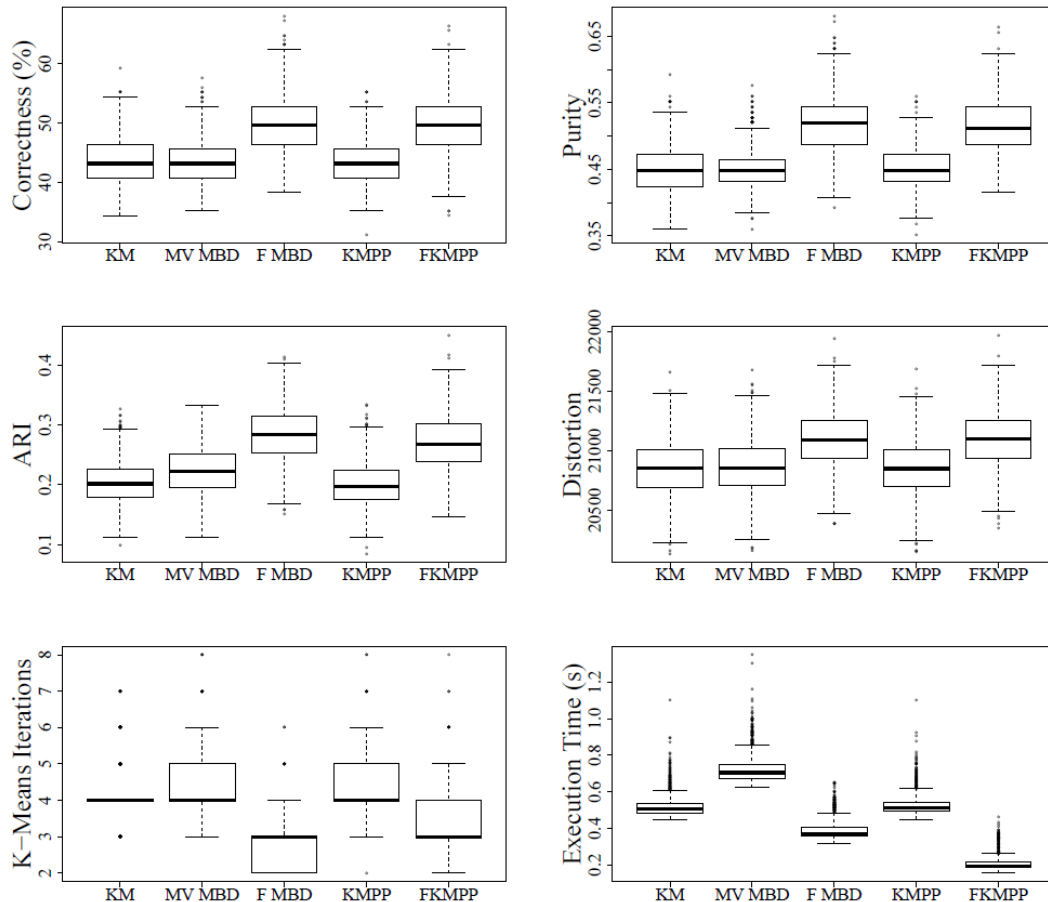 Correctness (%)
60
50
40
30
KM MV MBD F MBD KMPP FKMPP
Purity
0.65
0.55
0.45
0.35
KM MV MBD F MBD KMPP FKMPP
ARI
0.4
0.3
0.2
0.1
KM MV MBD F MBD KMPP FKMPP
Distortion
22000
21500
21000
20500
KM MV MBD F MBD KMPP FKMPP
K−Means Iterations
8
7
6
5
4
3
2
KM MV MBD F MBD KMPP FKMPP
Execution Time (s)
1.2
1.0
0.8
0.6
0.4
0.2
KM MV MBD F MBD KMPP FKMPP